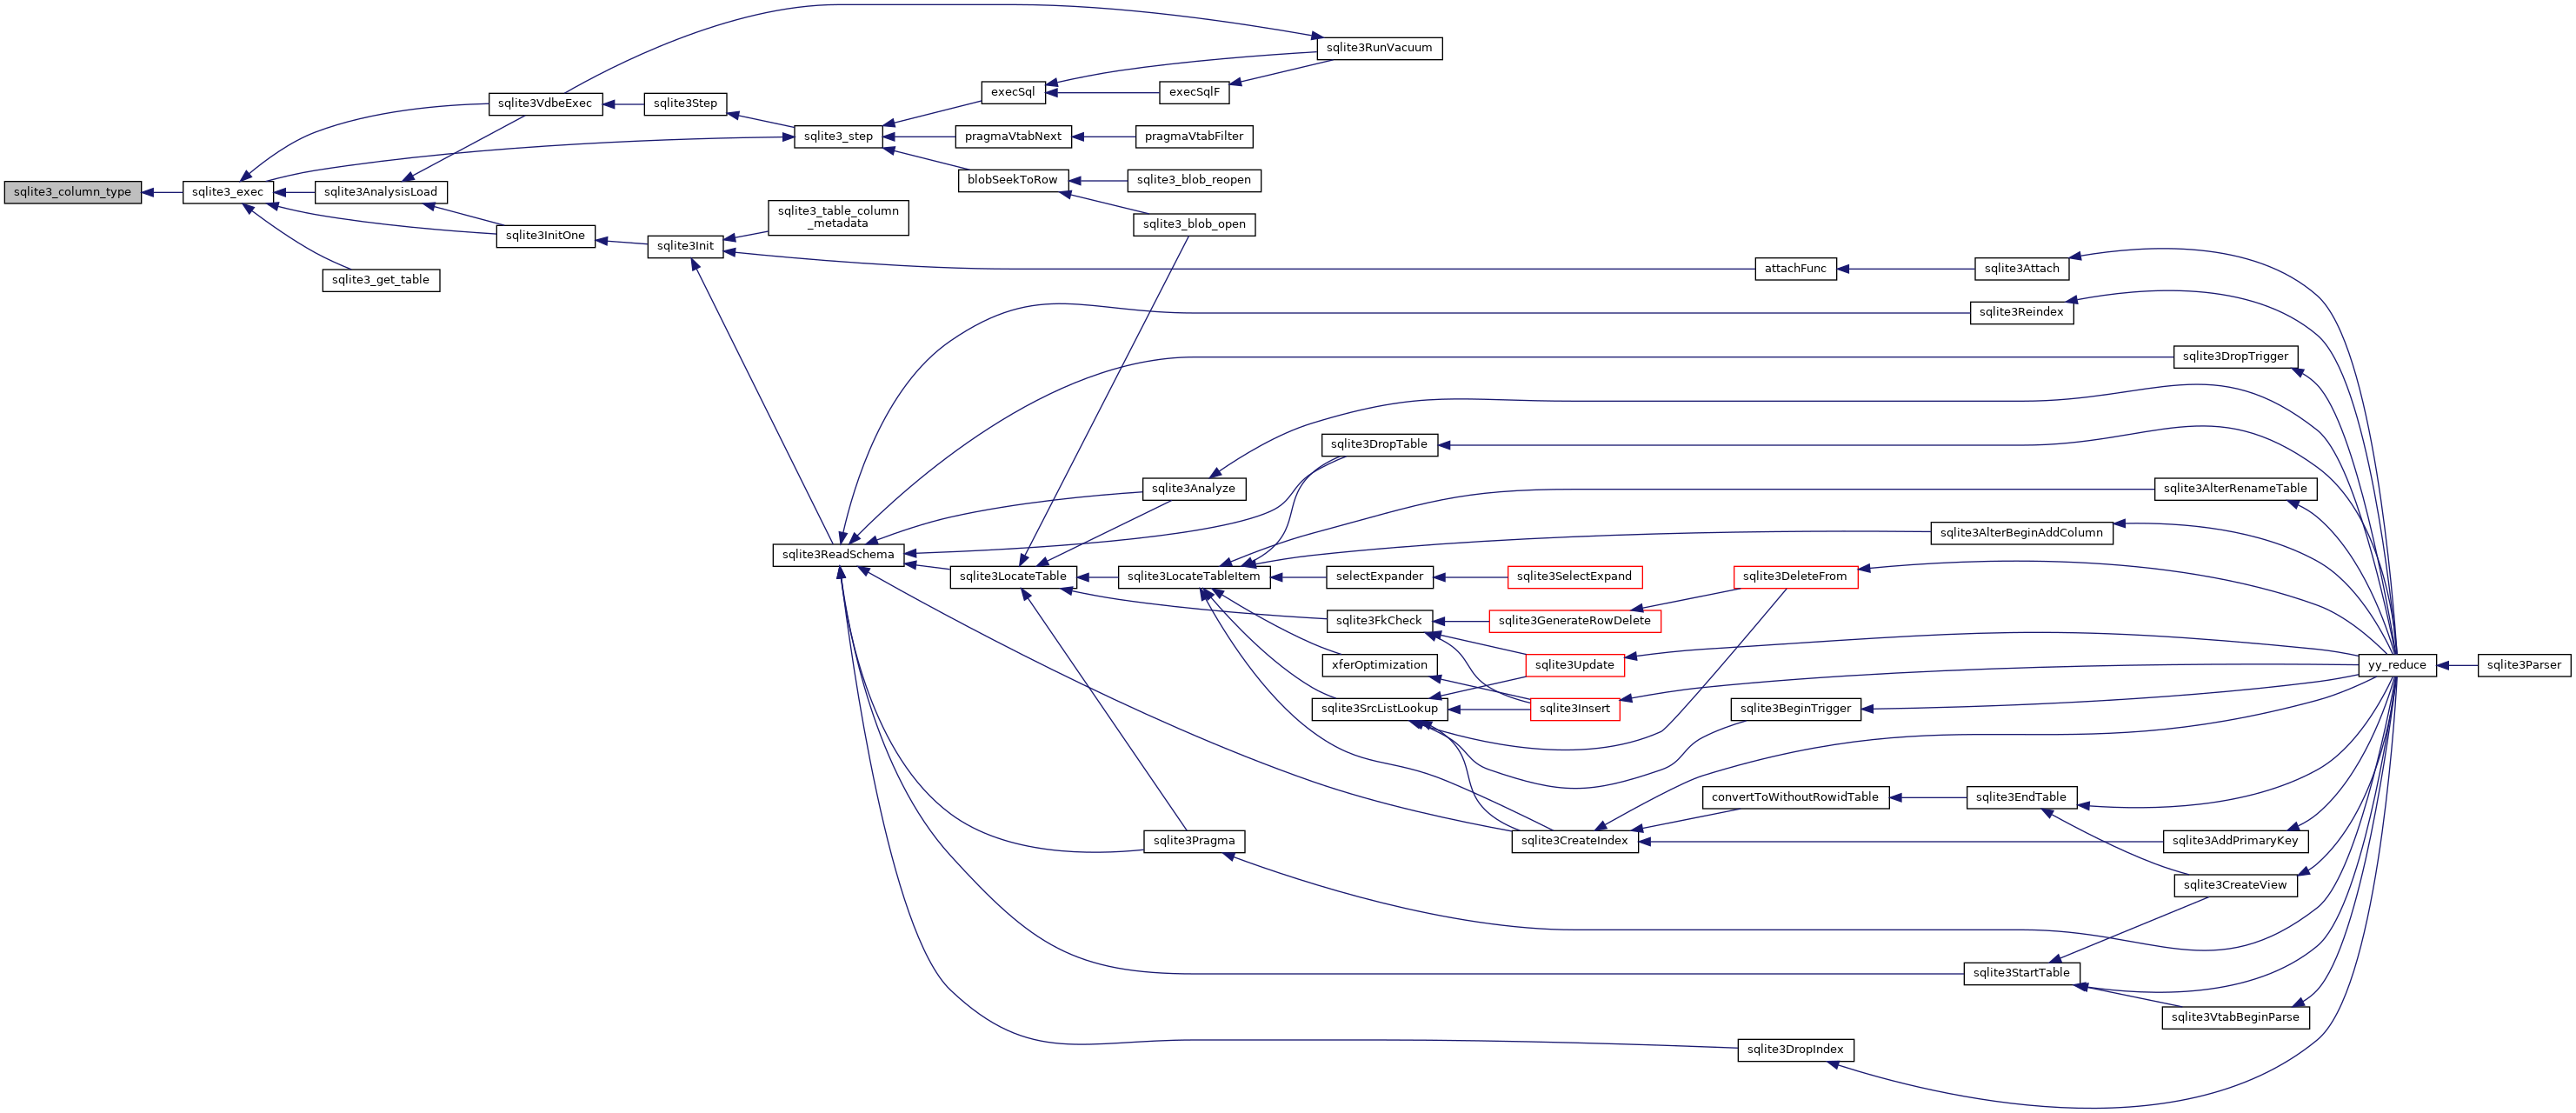 sqlite3RunVacuum
execSql
execSqlF
sqlite3VdbeExec
sqlite3Step
sqlite3_step
pragmaVtabNext
pragmaVtabFilter
sqlite3_column_type
sqlite3_exec
sqlite3AnalysisLoad
blobSeekToRow
sqlite3_blob_reopen
sqlite3_table_column
_metadata
sqlite3_blob_open
sqlite3InitOne
sqlite3Init
sqlite3_get_table
attachFunc
sqlite3Attach
sqlite3Reindex
sqlite3DropTrigger
sqlite3DropTable
sqlite3Analyze
sqlite3AlterRenameTable
sqlite3AlterBeginAddColumn
sqlite3ReadSchema
sqlite3LocateTable
sqlite3LocateTableItem
selectExpander
sqlite3SelectExpand
sqlite3DeleteFrom
sqlite3FkCheck
sqlite3GenerateRowDelete
xferOptimization
sqlite3Update
yy_reduce
sqlite3Parser
sqlite3SrcListLookup
sqlite3Insert
sqlite3BeginTrigger
convertToWithoutRowidTable
sqlite3EndTable
sqlite3Pragma
sqlite3CreateIndex
sqlite3AddPrimaryKey
sqlite3CreateView
sqlite3StartTable
sqlite3VtabBeginParse
sqlite3DropIndex